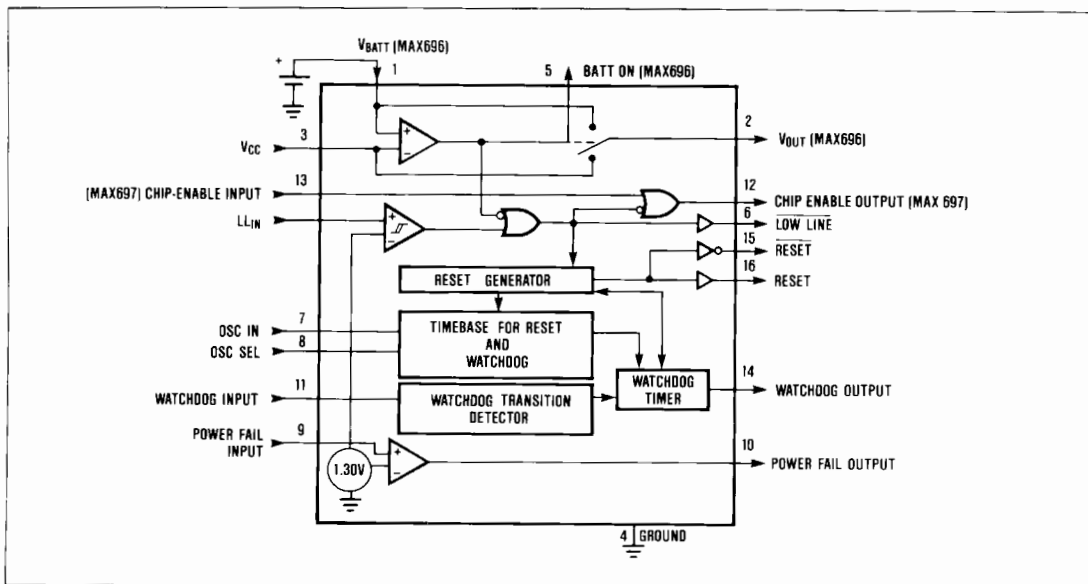 VBATT (MAX696)
1
5 BATT ON (MAX696)
+
+
−
3
VCC
2
VOUT (MAX696)
13
(MAX697) CHIP-ENABLE INPUT
12
CHIP ENABLE OUTPUT (MAX 697)
LLIN
+
−
6
LOW LINE
15
RESET
16
RESET
RESET GENERATOR
7
OSC IN
8
OSC SEL
TIMEBASE FOR RESET
AND
WATCHDOG
11
WATCHDOG INPUT
WATCHDOG TRANSITION
DETECTOR
WATCHDOG
TIMER
14
WATCHDOG OUTPUT
9
POWER FAIL
INPUT
+
−
1.30V
10
POWER FAIL OUTPUT
4 GROUND